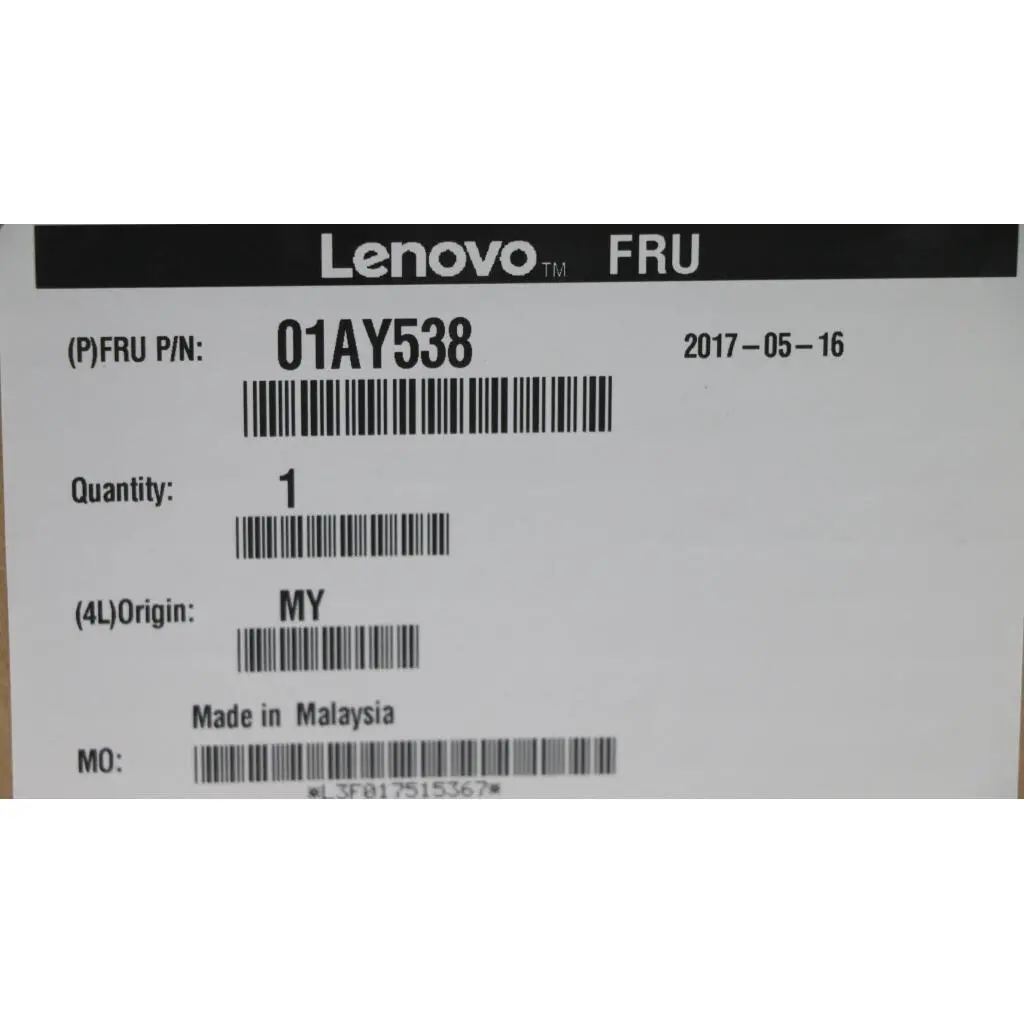 Lenovo™ FRU
(P)FRU P/N: 01AY538 2017-05-16
Quantity: 1
(4L)Origin: MY
Made in Malaysia
MO:
*L3F017515367*